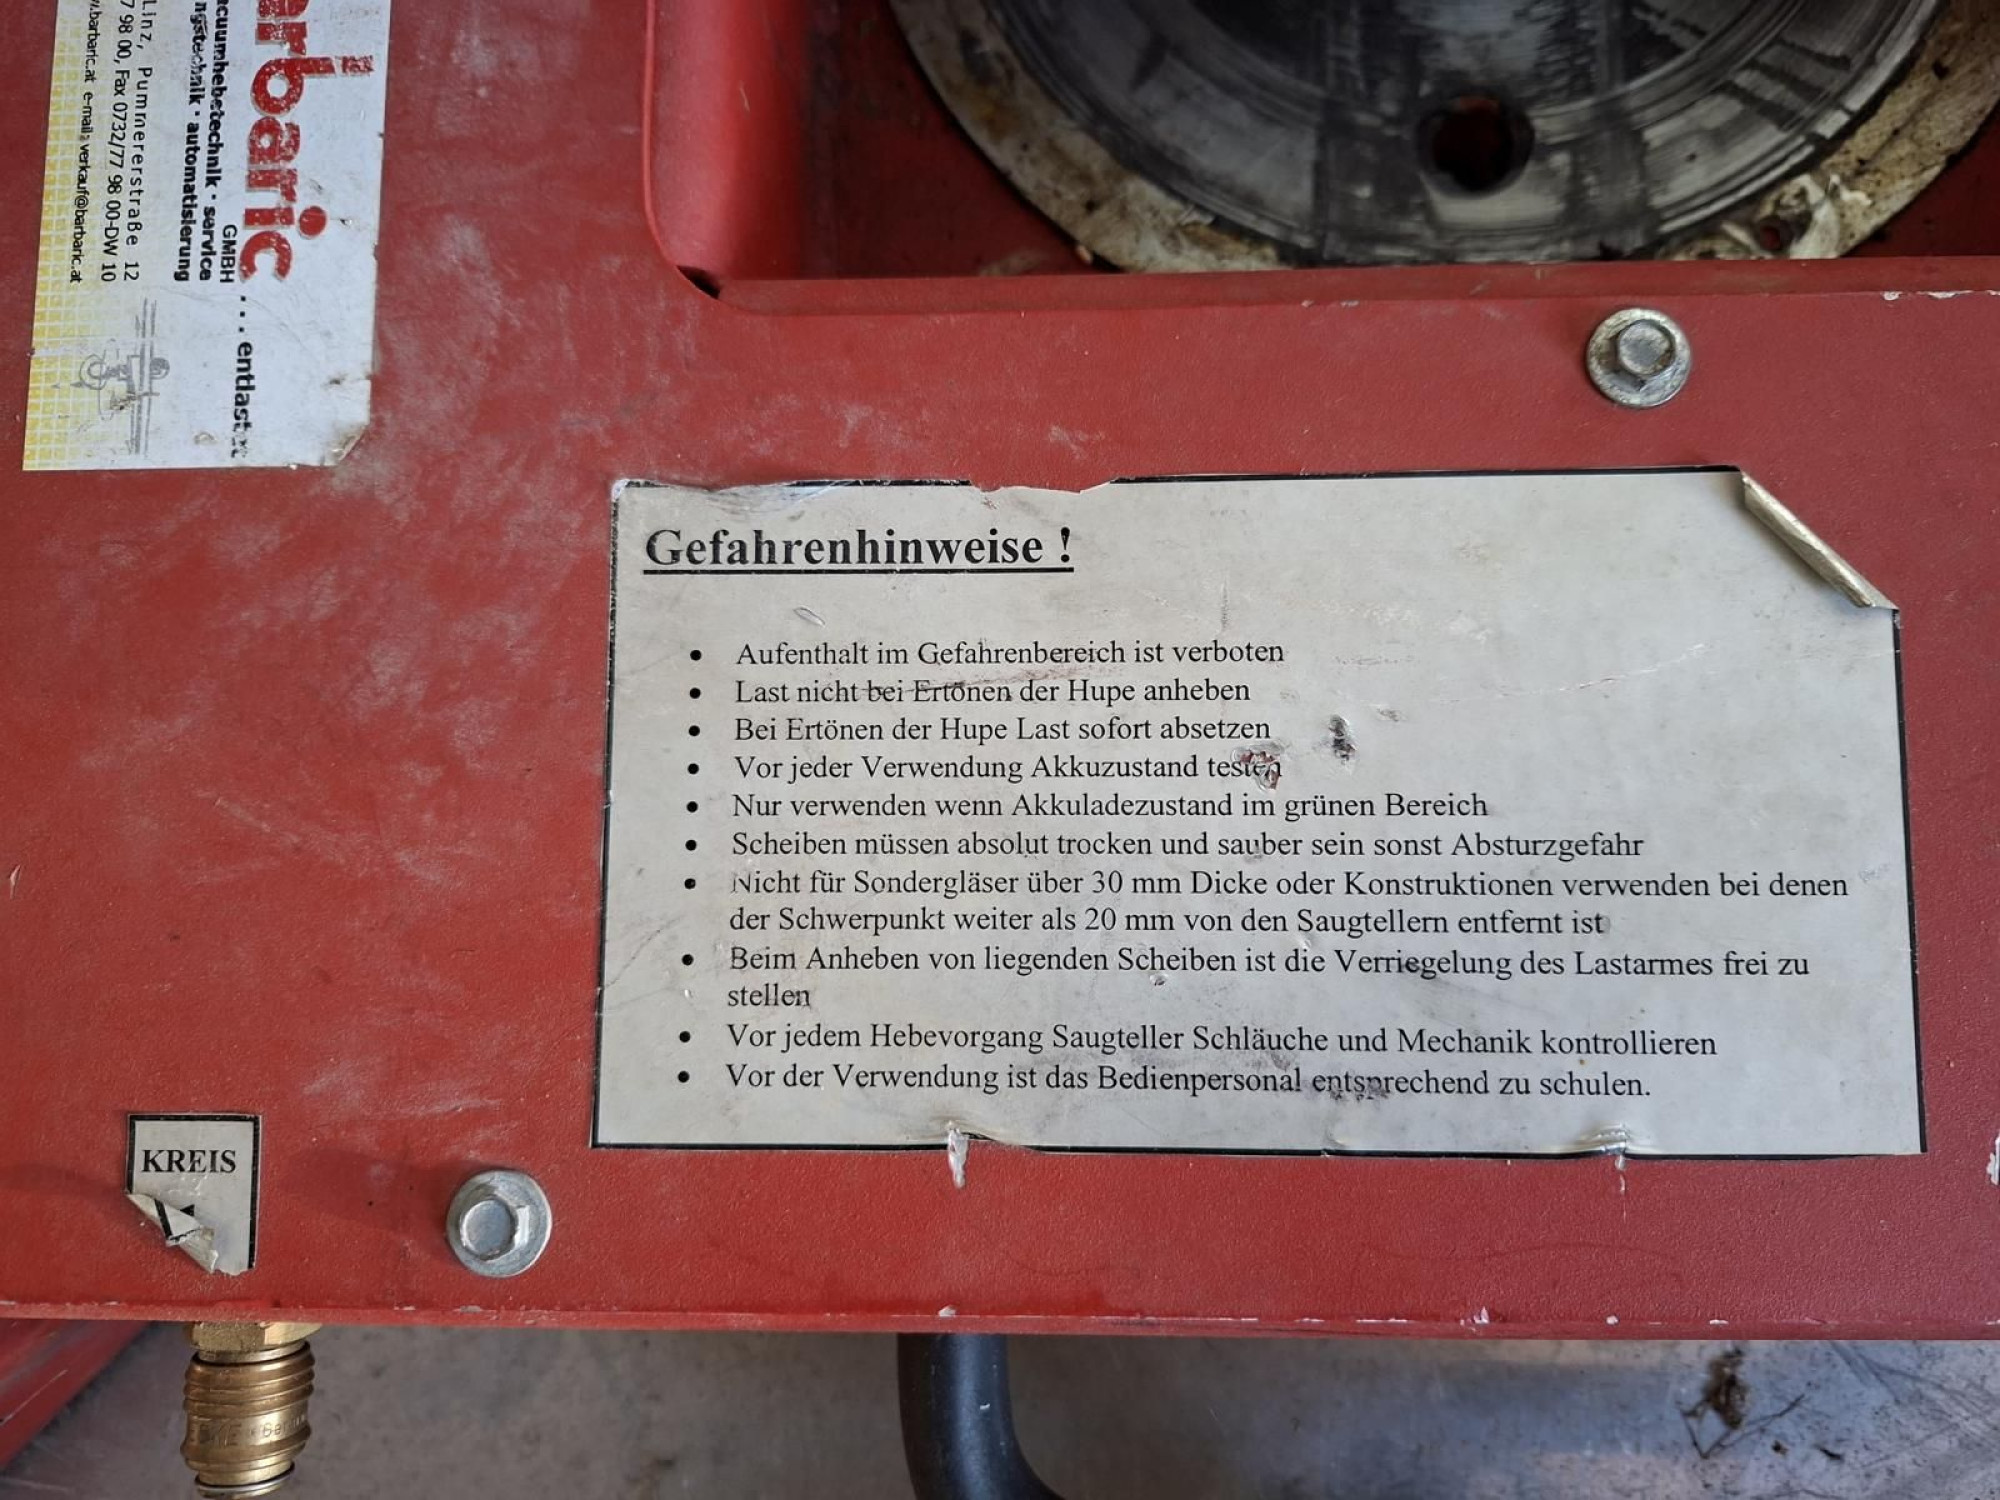 GMBH
...entlastet
service
automatisierung
Pummererstraße 12
98 00, Fax 0732/77 98 00-DW 10
barbaric.at e-mail: verkauf@barbaric.at
Gefahrenhinweise !
• Aufenthalt im Gefahrenbereich ist verboten
• Last nicht bei Ertönen der Hupe anheben
• Bei Ertönen der Hupe Last sofort absetzen
• Vor jeder Verwendung Akkuzustand testen
• Nur verwenden wenn Akkuladezustand im grünen Bereich
• Scheiben müssen absolut trocken und sauber sein sonst Absturzgefahr
• Nicht für Sondergläser über 30 mm Dicke oder Konstruktionen verwenden bei denen
der Schwerpunkt weiter als 20 mm von den Saugtellern entfernt ist
• Beim Anheben von liegenden Scheiben ist die Verriegelung des Lastarmes frei zu
stellen
• Vor jedem Hebevorgang Saugteller Schläuche und Mechanik kontrollieren
• Vor der Verwendung ist das Bedienpersonal entsprechend zu schulen.
KREIS